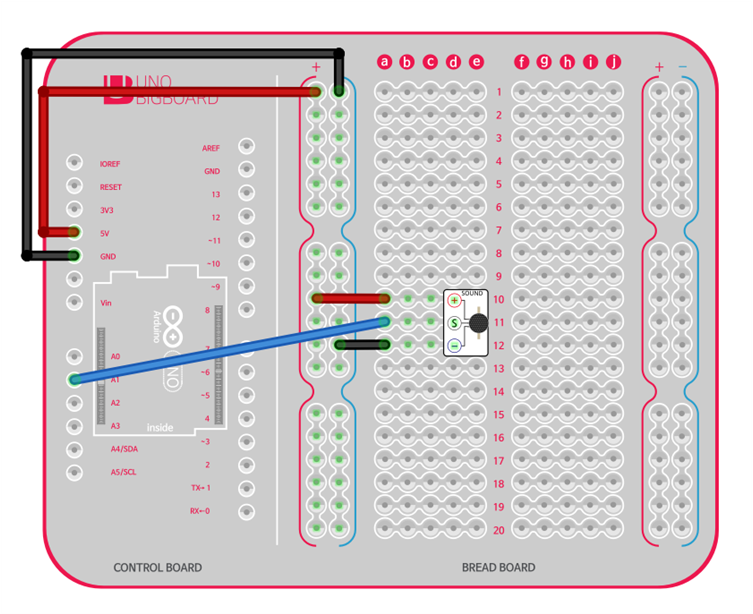 UNO
BIGBOARD
IOREF
RESET
3V3
5V
GND
Vin
A0
A1
A2
A3
A4/SDA
A5/SCL
AREF
GND
13
12
~11
~10
~9
8
7
~6
~5
4
~3
2
TX→1
RX←0
Arduino
UNO
inside
CONTROL BOARD
+
a b c d e
f g h i j
+ −
1
2
3
4
5
6
7
8
9
10
11
12
13
14
15
16
17
18
19
20
SOUND
+
S
−
BREAD BOARD